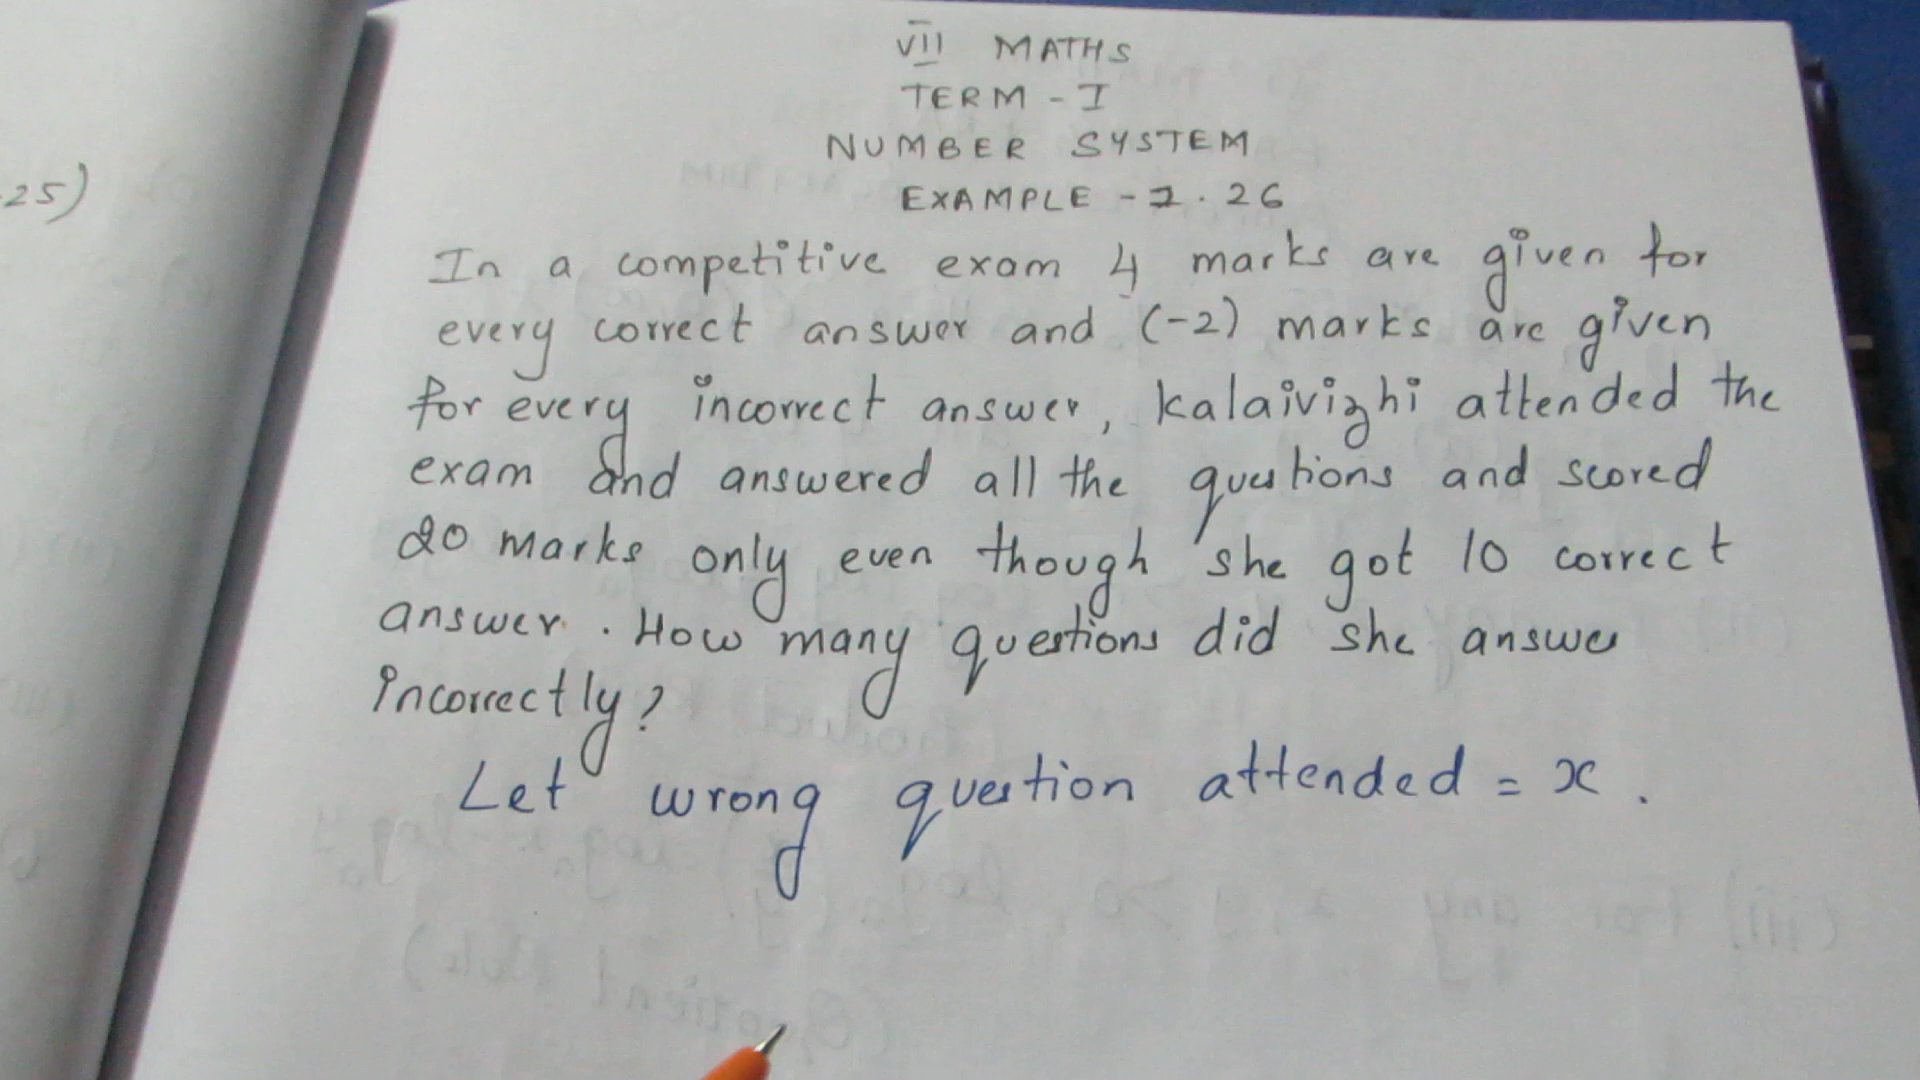 25)
VII MATHS
TERM - I
NUMBER SYSTEM
EXAMPLE - 1.26
In a competitive exam 4 marks are given for
every correct answer and (-2) marks are given
for every incorrect answer, kalaivizhi attended the
exam and answered all the questions and scored
20 marks only even though she got 10 correct
answer. How many questions did she answer
incorrectly?
Let wrong question attended = x.